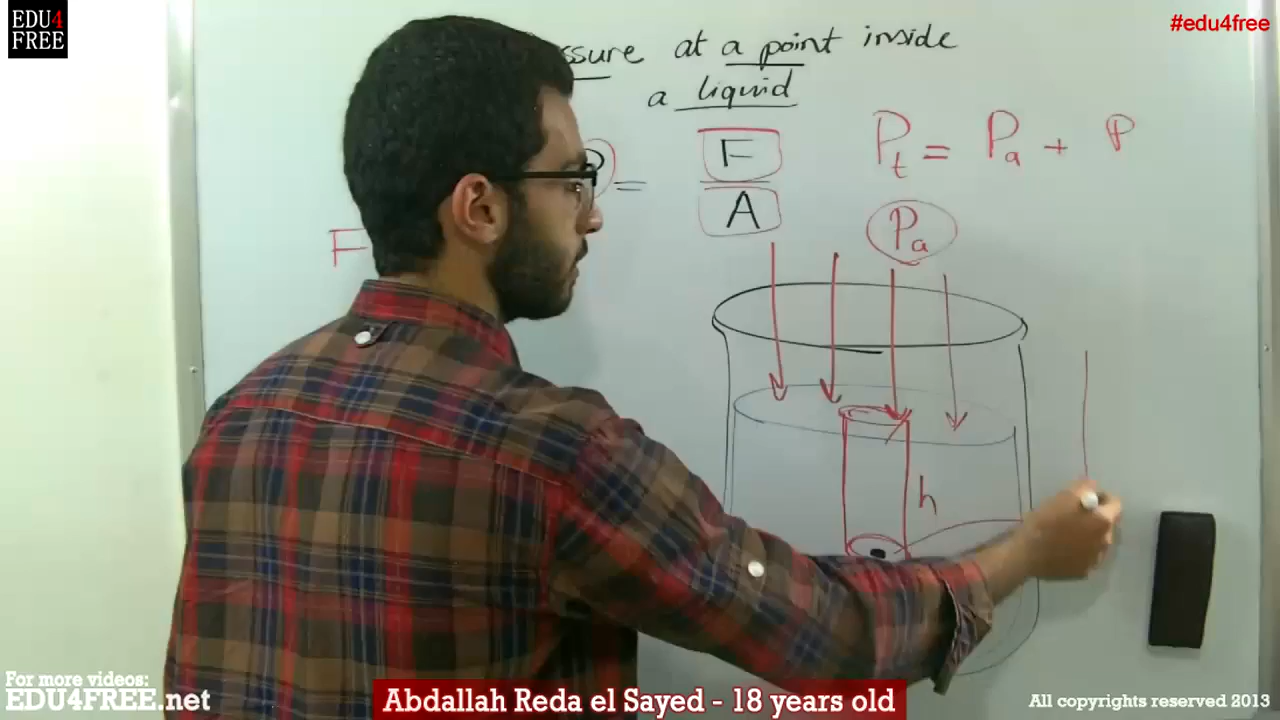 EDU4
FREE
#edu4free
ssure at a point inside
a liquid
P = F
A
Pt = Pa + P
F
Pa
h
For more videos:
EDU4FREE.net
Abdallah Reda el Sayed - 18 years old
All copyrights reserved 2013